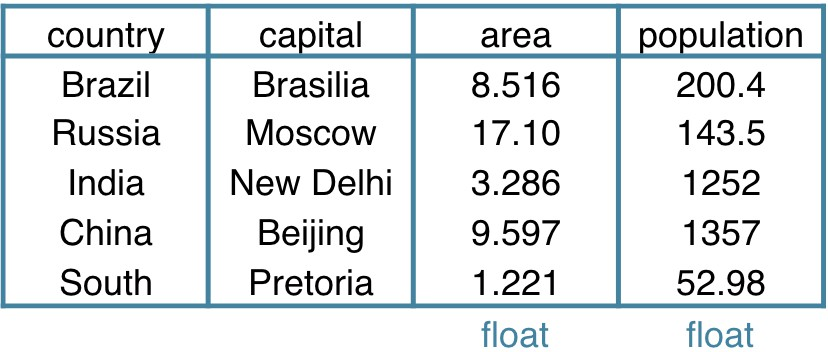 country capital area population
Brazil Brasilia 8.516 200.4
Russia Moscow 17.10 143.5
India New Delhi 3.286 1252
China Beijing 9.597 1357
South Pretoria 1.221 52.98
float float